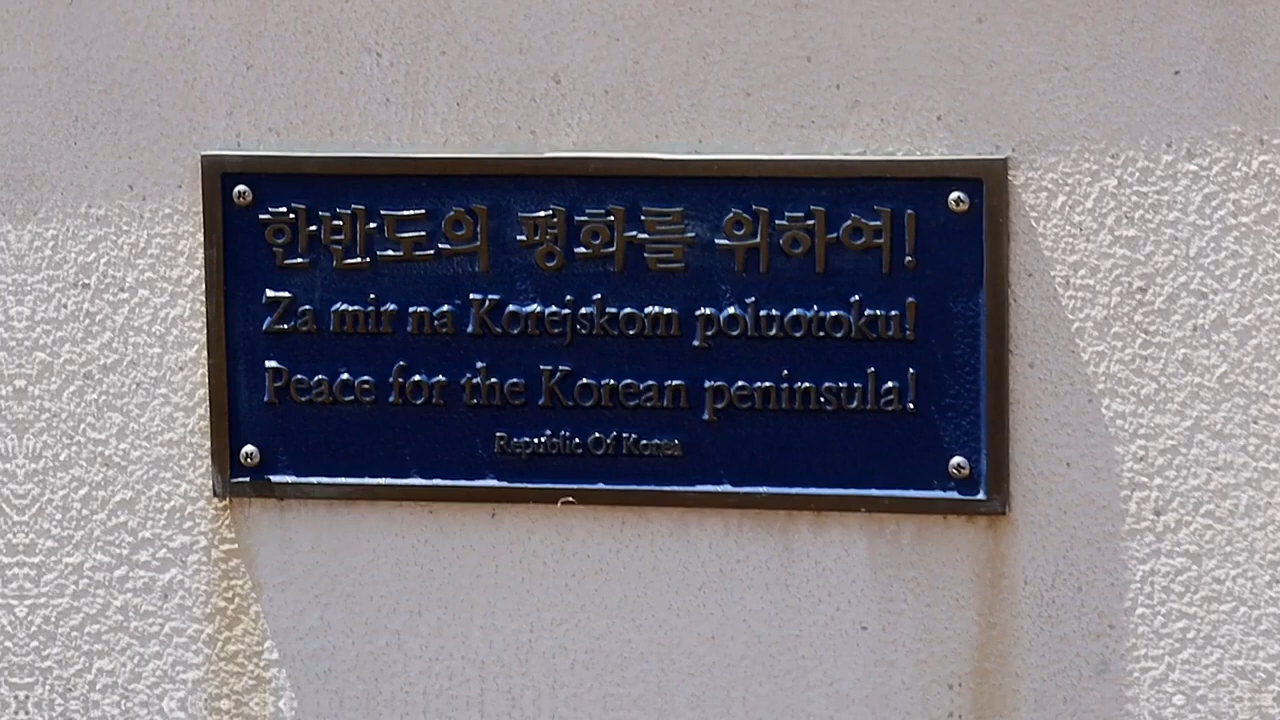 한반도의 평화를 위하여!
Za mir na Korejskom poluotoku!
Peace for the Korean peninsula!
Republic Of Korea